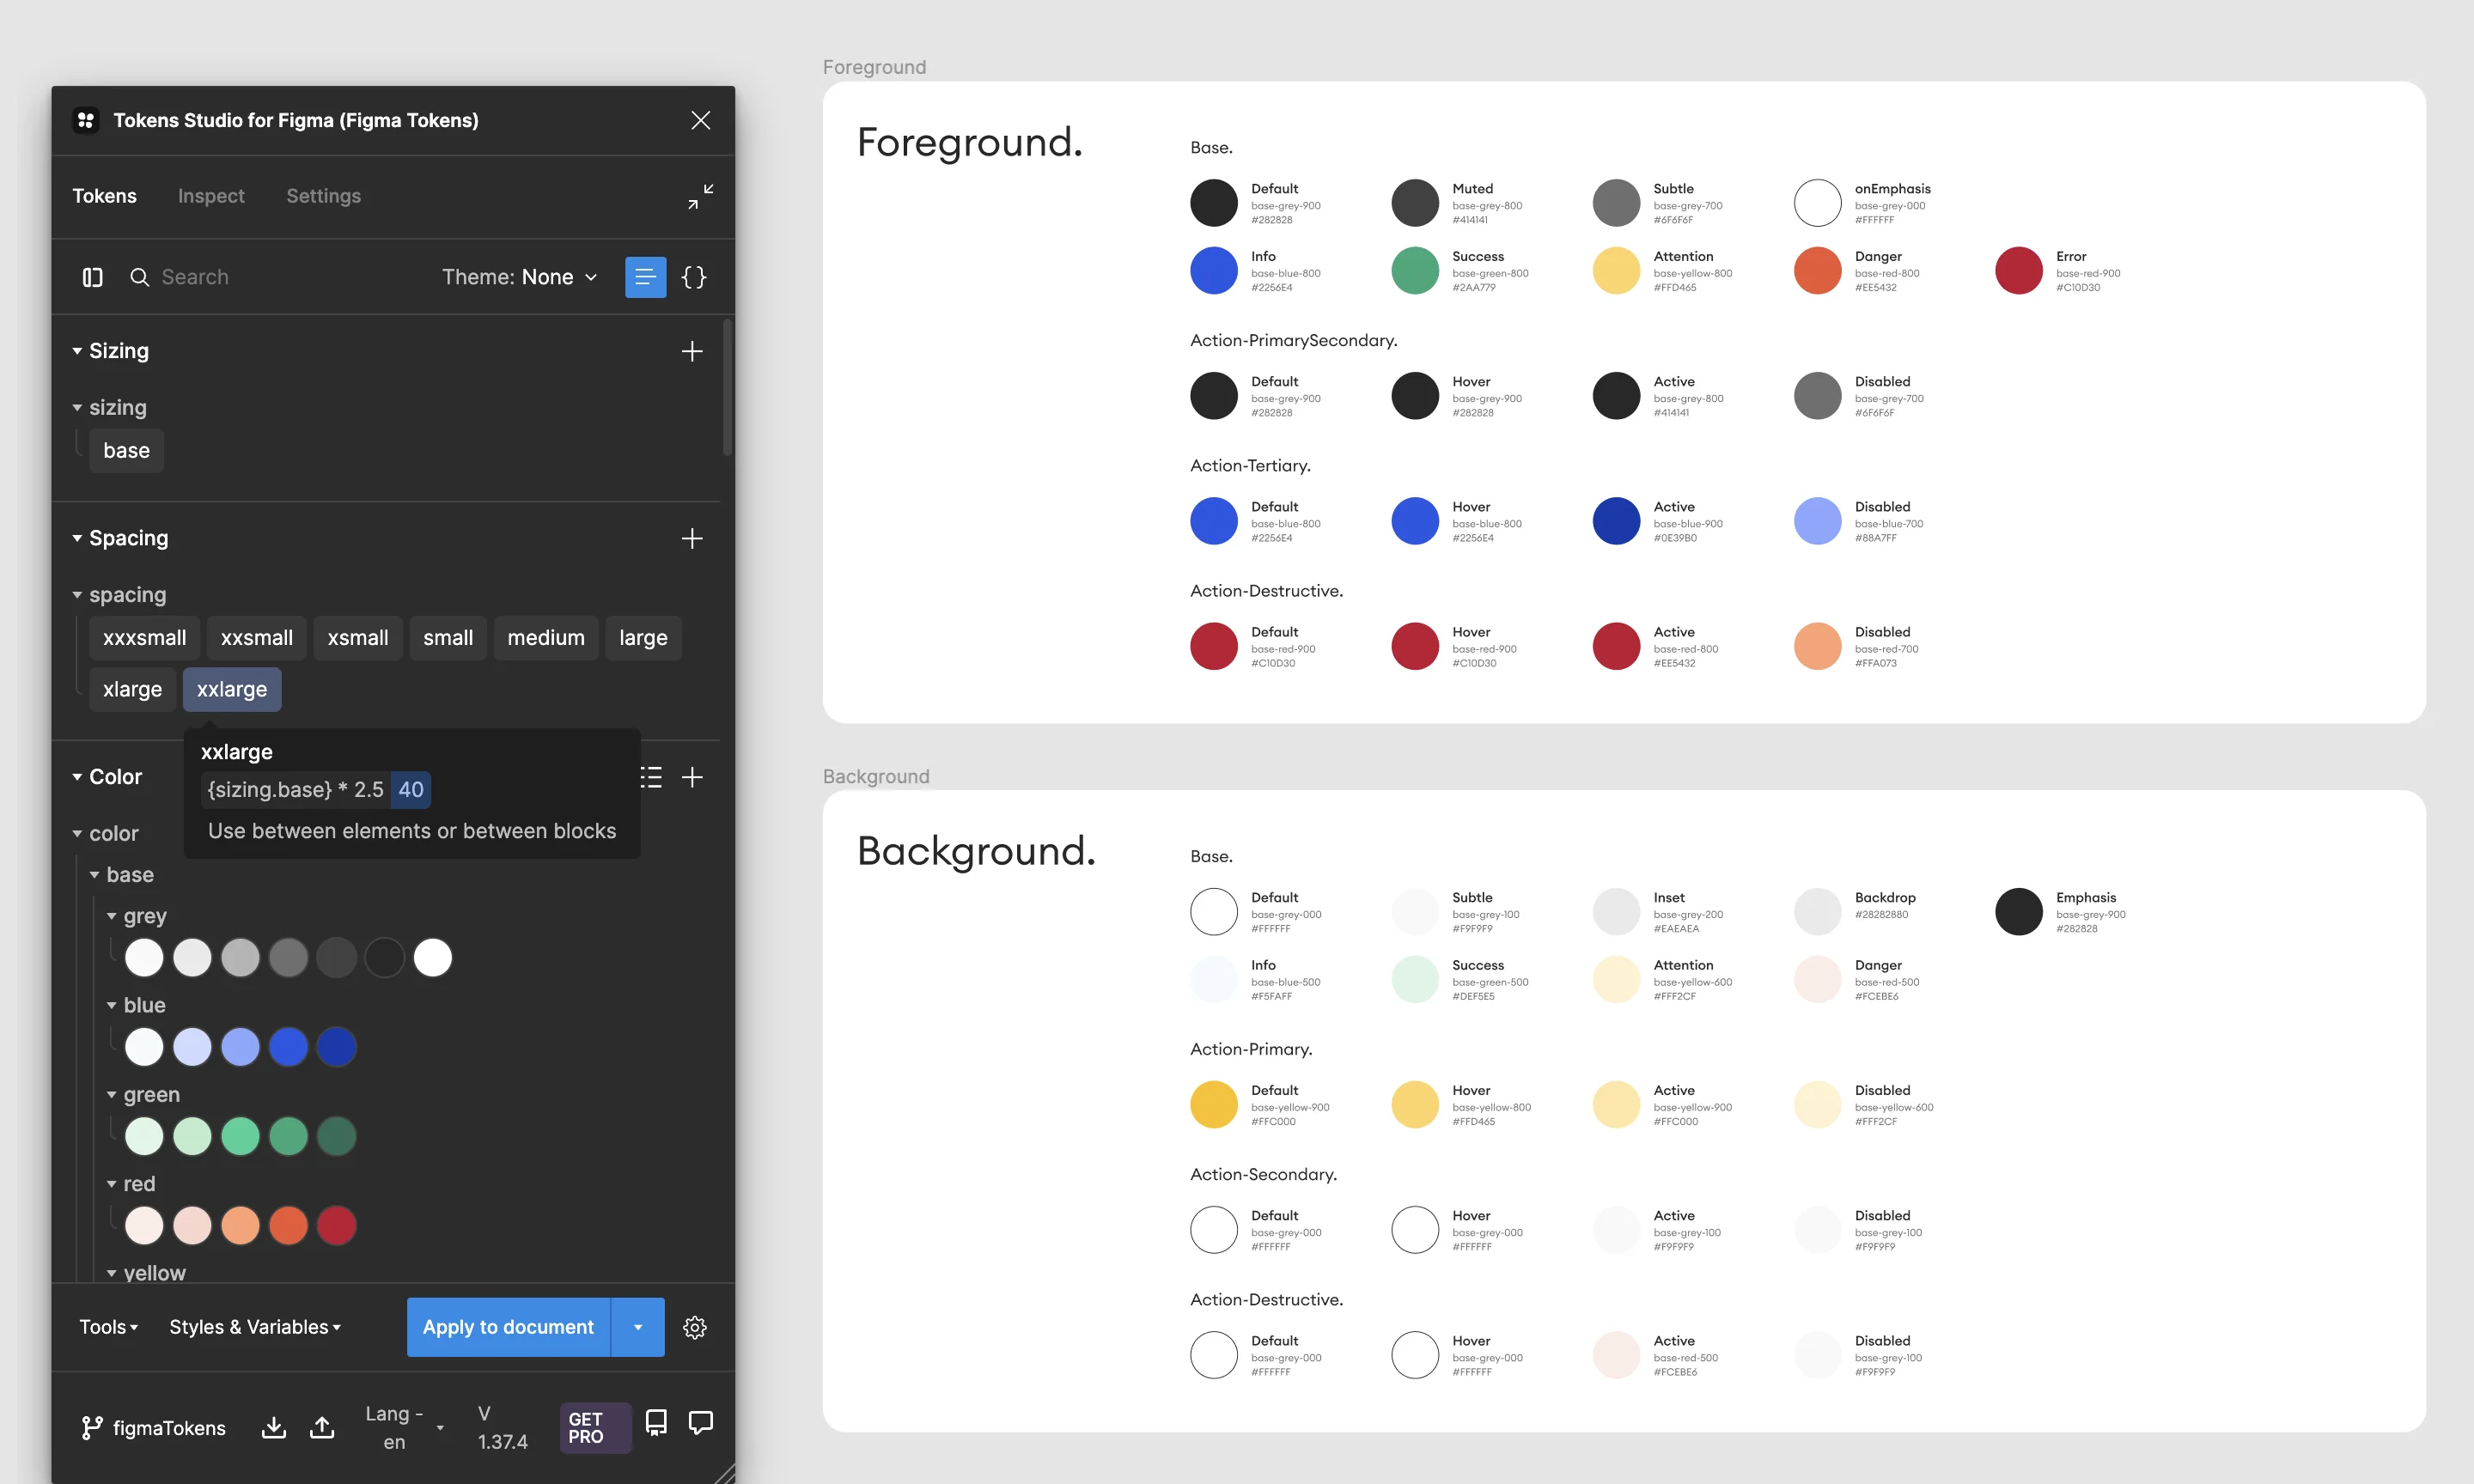 Tokens Studio for Figma (Figma Tokens)
Tokens Inspect Settings
Search Theme: None {}
Sizing
sizing
base
Spacing
spacing
xxxsmall xxsmall xsmall small medium large
xlarge xxlarge
xxlarge
{sizing.base} * 2.5 40
Use between elements or between blocks
Color
color
base
grey
blue
green
red
yellow
Tools Styles & Variables Apply to document
figmaTokens
Lang -
en
V
1.37.4
GET
PRO
Foreground
Foreground.
Base.
Default Muted Subtle onEmphasis
base-grey-900 base-grey-800 base-grey-700 base-grey-000
#282828 #414141 #6F6F6F #FFFFFF
Info Success Attention Danger Error
base-blue-800 base-green-800 base-yellow-800 base-red-800 base-red-900
#2256E4 #2AA779 #FFD465 #EE5432 #C10D30
Action-PrimarySecondary.
Default Hover Active Disabled
base-grey-900 base-grey-900 base-grey-800 base-grey-700
#282828 #282828 #414141 #6F6F6F
Action-Tertiary.
Default Hover Active Disabled
base-blue-800 base-blue-800 base-blue-900 base-blue-700
#2256E4 #2256E4 #0E39B0 #88A7FF
Action-Destructive.
Default Hover Active Disabled
base-red-900 base-red-900 base-red-800 base-red-700
#C10D30 #C10D30 #EE5432 #FFA073
Background
Background.
Base.
Default Subtle Inset Backdrop Emphasis
base-grey-000 base-grey-100 base-grey-200 #28282880 base-grey-900
#FFFFFF #F9F9F9 #EAEAEA #282828
Info Success Attention Danger
base-blue-500 base-green-500 base-yellow-600 base-red-500
#F5FAFF #DEF5E5 #FFF2CF #FCEBE6
Action-Primary.
Default Hover Active Disabled
base-yellow-900 base-yellow-800 base-yellow-900 base-yellow-600
#FFC000 #FFD465 #FFC000 #FFF2CF
Action-Secondary.
Default Hover Active Disabled
base-grey-000 base-grey-000 base-grey-100 base-grey-100
#FFFFFF #FFFFFF #F9F9F9 #F9F9F9
Action-Destructive.
Default Hover Active Disabled
base-grey-000 base-grey-000 base-red-500 base-grey-100
#FFFFFF #FFFFFF #FCEBE6 #F9F9F9